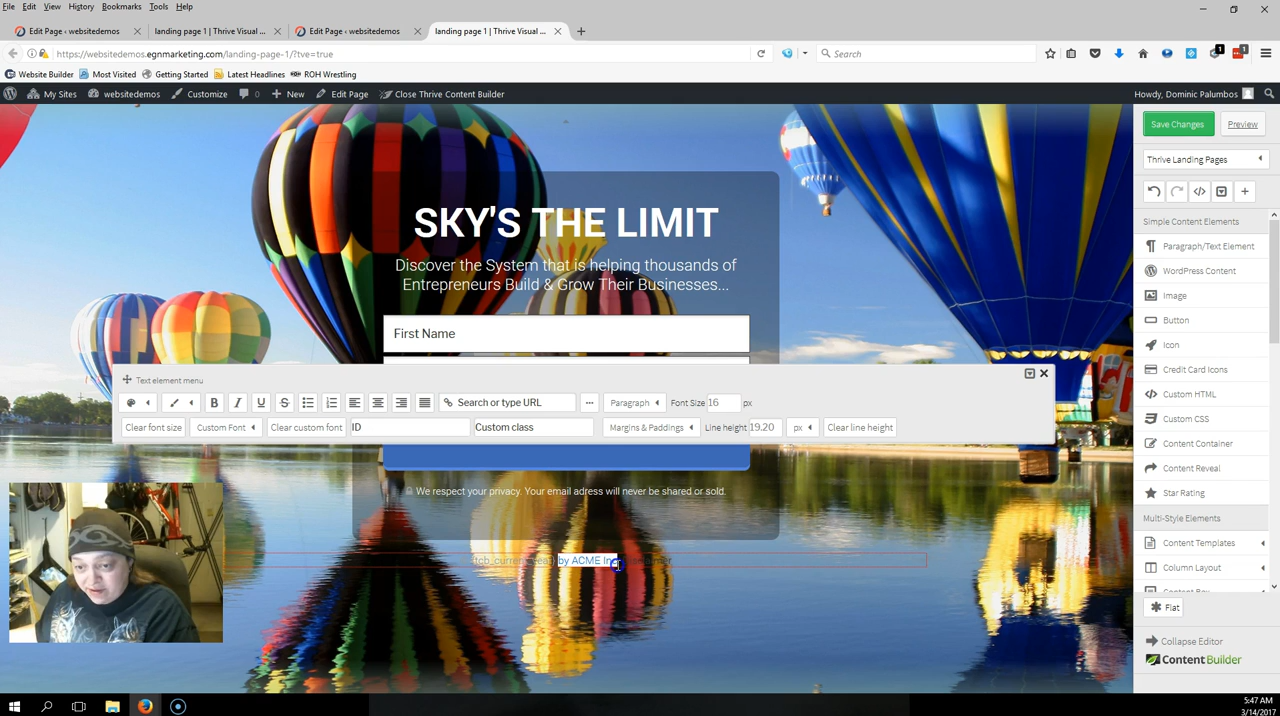 File Edit View History Bookmarks Tools Help
Edit Page ‹ websitedemos
landing page 1 | Thrive Visual ...
Edit Page ‹ websitedemos
landing page 1 | Thrive Visual ...
https://websitedemos.egnmarketing.com/landing-page-1/?tve=true
Search
1
1
Website Builder Most Visited Getting Started Latest Headlines ROH Wrestling
My Sites websitedemos Customize 0 New Edit Page Close Thrive Content Builder
Howdy, Dominic Palumbos
Save Changes Preview
Thrive Landing Pages
Simple Content Elements
Paragraph/Text Element
WordPress Content
Image
Button
Icon
Credit Card Icons
Custom HTML
Custom CSS
Content Container
Content Reveal
Star Rating
Multi-Style Elements
Content Templates
Column Layout
Flat
Collapse Editor
Content Builder
SKY'S THE LIMIT
Discover the System that is helping thousands of
Entrepreneurs Build & Grow Their Businesses...
First Name
Text element menu
B I U S Search or type URL ... Paragraph Font Size 16 px
Clear font size Custom Font Clear custom font ID Custom class Margins & Paddings Line height 19.20 px Clear line height
We respect your privacy. Your email adress will never be shared or sold.
by ACME
5:47 AM
3/14/2017